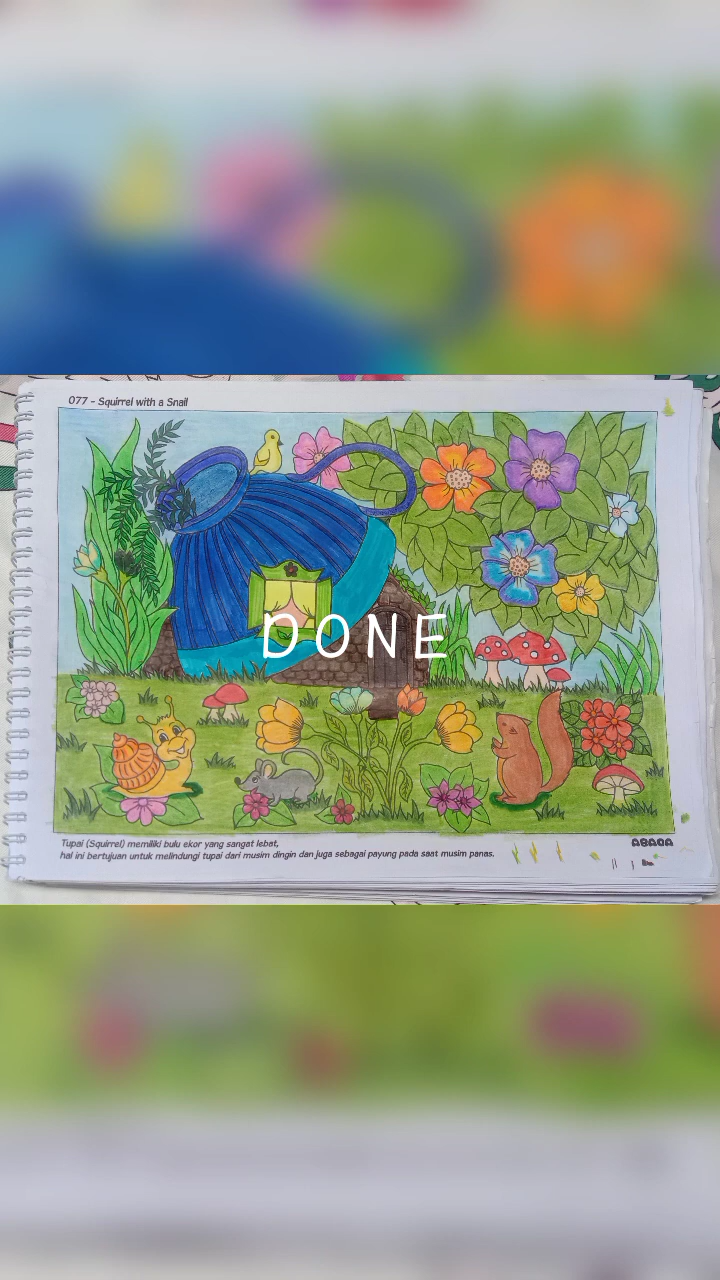 077 - Squirrel with a Snail
DONE
Tupai (Squirrel) memiliki bulu ekor yang sangat lebat,
hal ini bertujuan untuk melindungi tupai dari musim dingin dan juga sebagai payung pada saat musim panas.
ABAOA